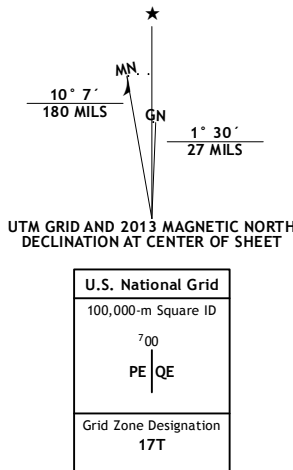 ★
MN
10° 7´
180 MILS
GN
1° 30´
27 MILS
UTM GRID AND 2013 MAGNETIC NORTH
DECLINATION AT CENTER OF SHEET
U.S. National Grid
100,000-m Square ID
⁷00
PE QE
Grid Zone Designation
17T